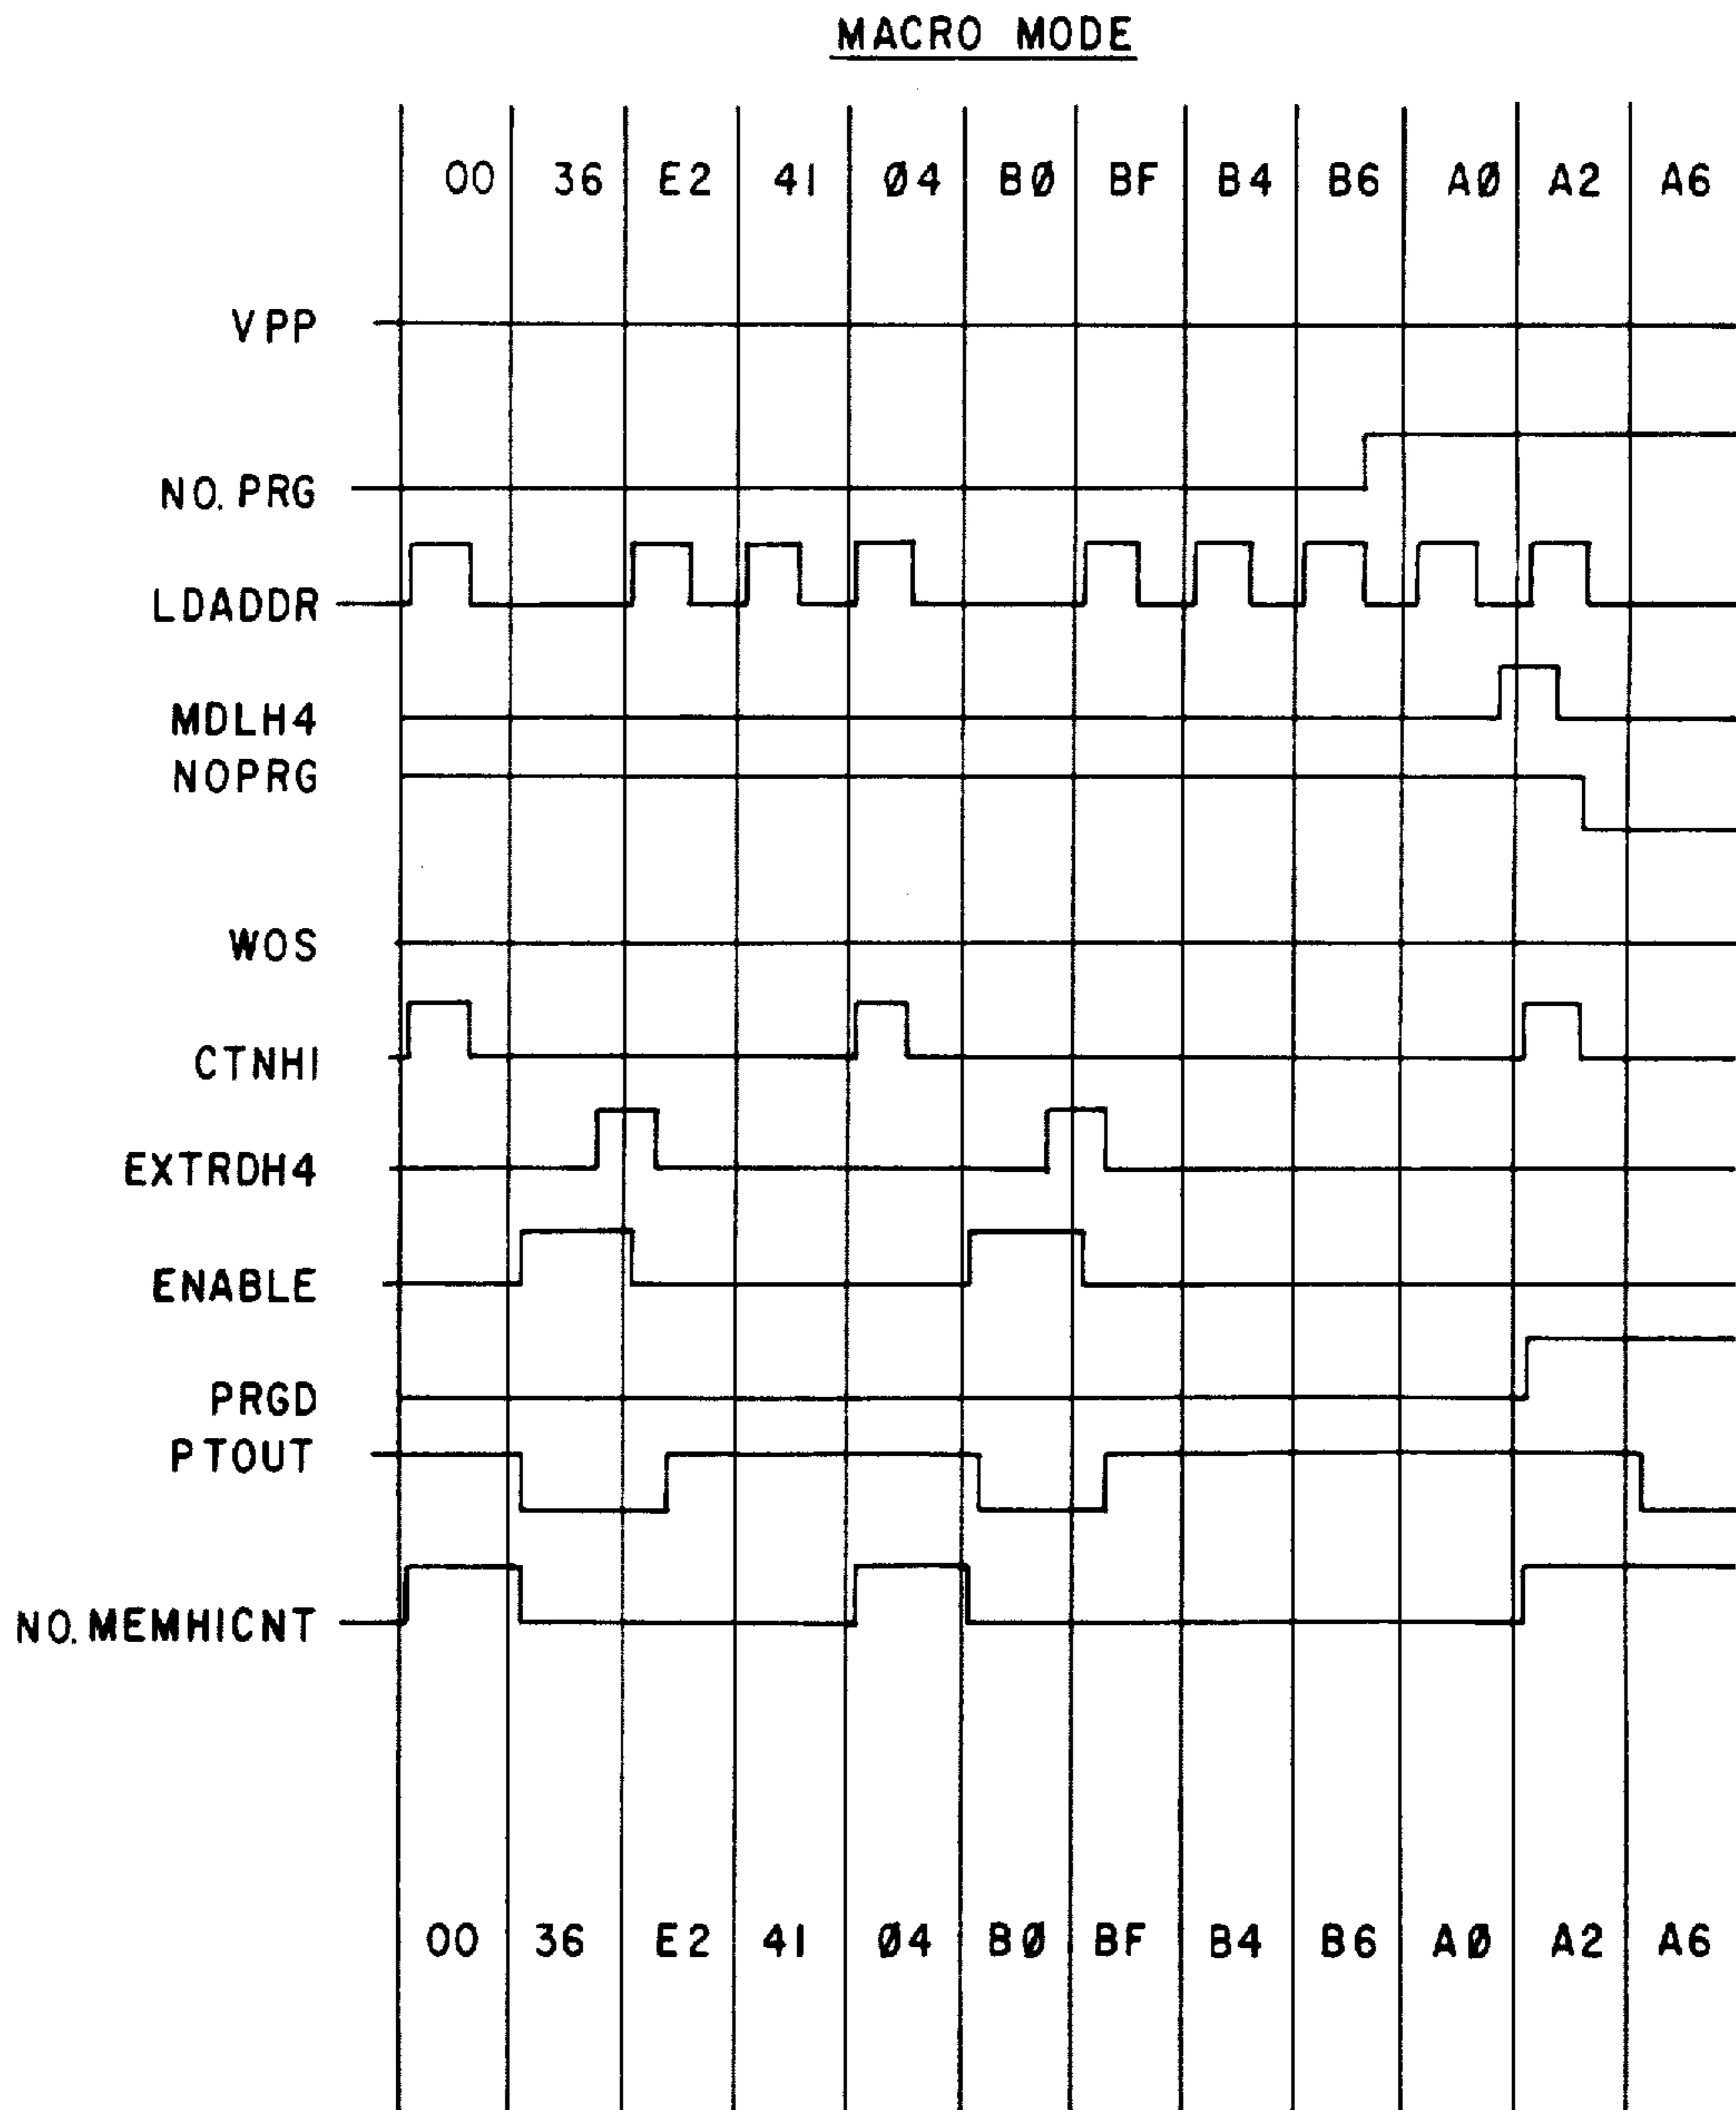 MACRO MODE
00 36 E2 41 Ø4 BØ BF B4 B6 AØ A2 A6
VPP
NO. PRG
LDADDR
MDLH4
NOPRG
WOS
CTNHI
EXTRDH4
ENABLE
PRGD
PTOUT
NO. MEMHICNT
00 36 E2 41 Ø4 BØ BF B4 B6 AØ A2 A6